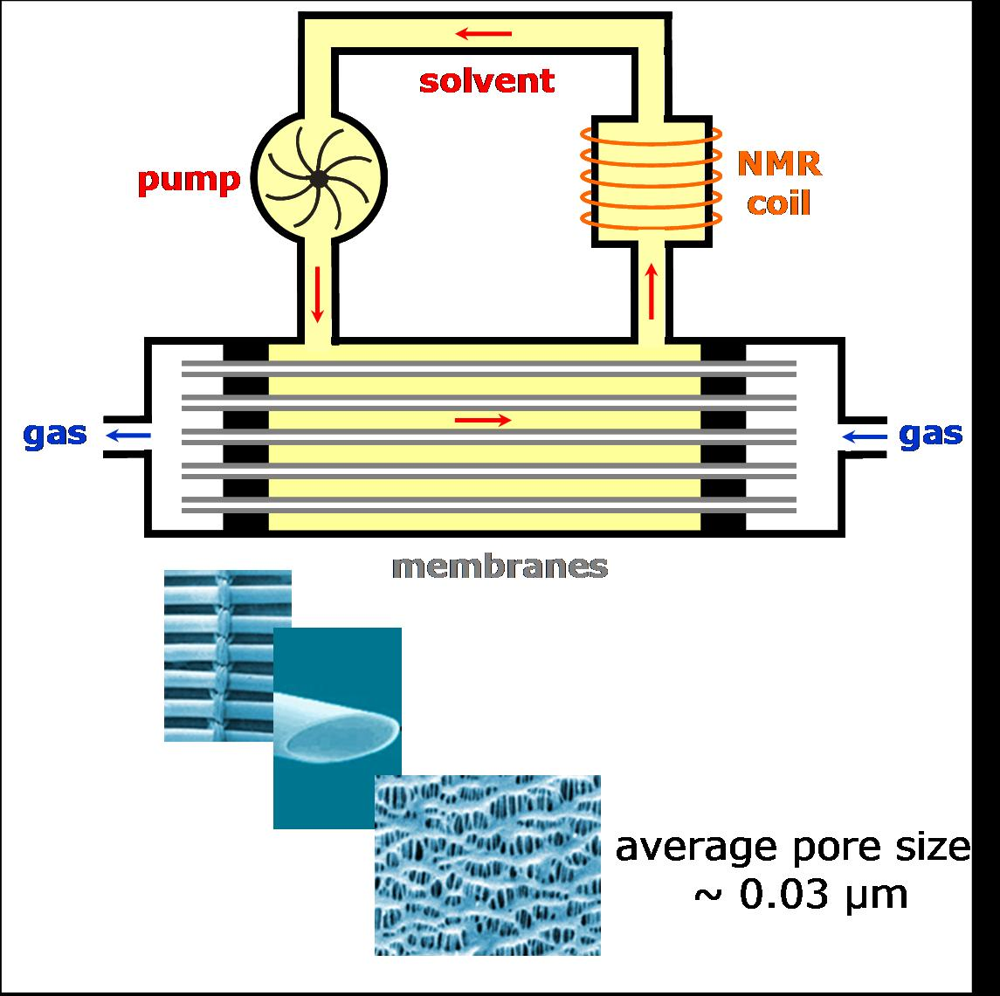 solvent
pump
NMR
coil
gas
gas
membranes
average pore size
~ 0.03 µm